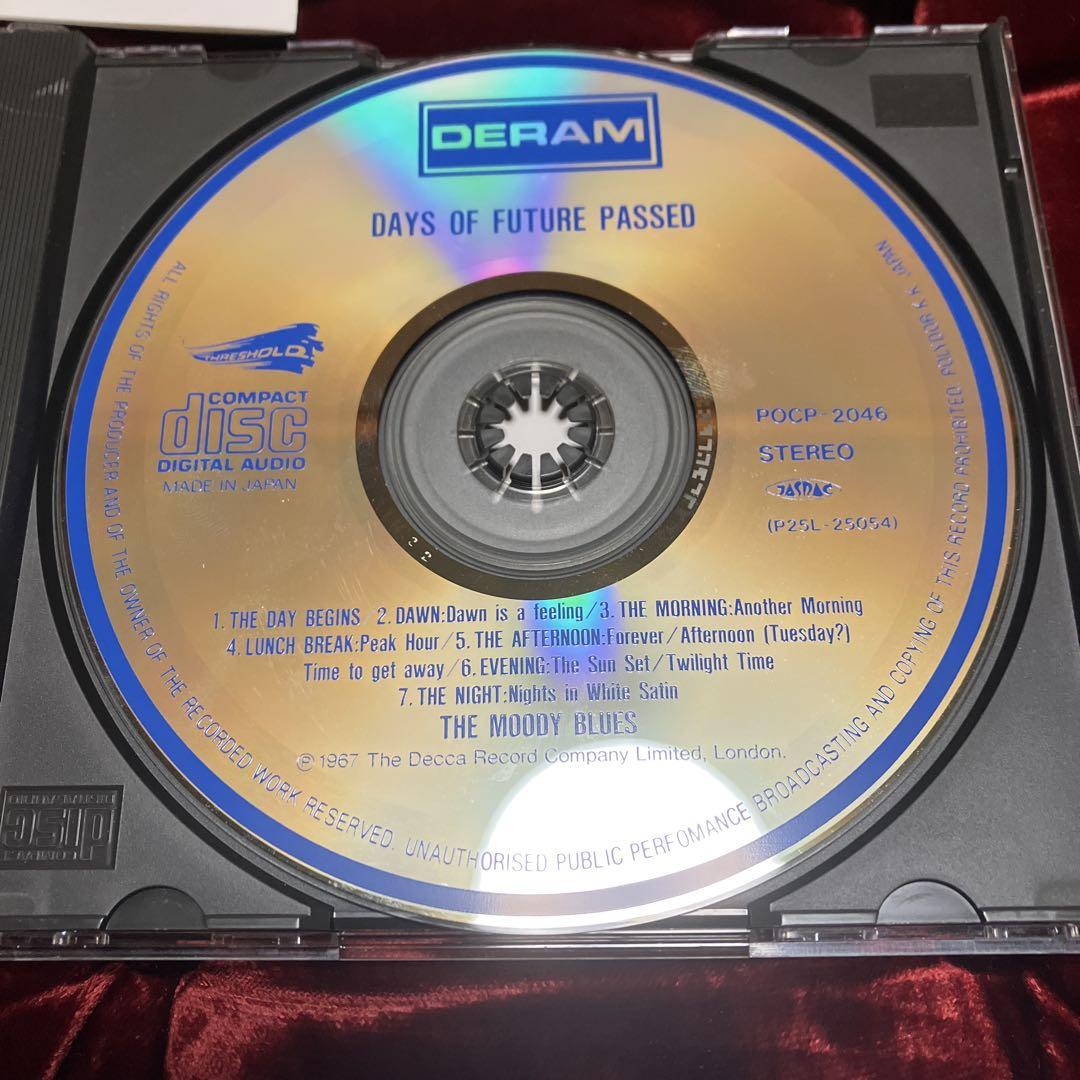 DERAM
DAYS OF FUTURE PASSED
THRESHOLD
COMPACT
disc
DIGITAL AUDIO
MADE IN JAPAN
POCP-2046
STEREO
JASRAC
(P25L-25054)
1. THE DAY BEGINS/2. DAWN:Dawn is a feeling/3. THE MORNING:Another Morning
4. LUNCH BREAK:Peak Hour/5. THE AFTERNOON:Forever/Afternoon (Tuesday?)
Time to get away/6. EVENING:The Sun Set/Twilight Time
7. THE NIGHT:Nights in White Satin
THE MOODY BLUES
℗1967 The Decca Record Company Limited, London.
ALL RIGHTS OF THE PRODUCER AND OF THE OWNER OF THE RECORDED WORK RESERVED. UNAUTHORISED PUBLIC PERFOMANCE BROADCASTING AND COPYING OF THIS RECORD PROHIBITED. POLYDOR K.K. JAPAN
22
disc